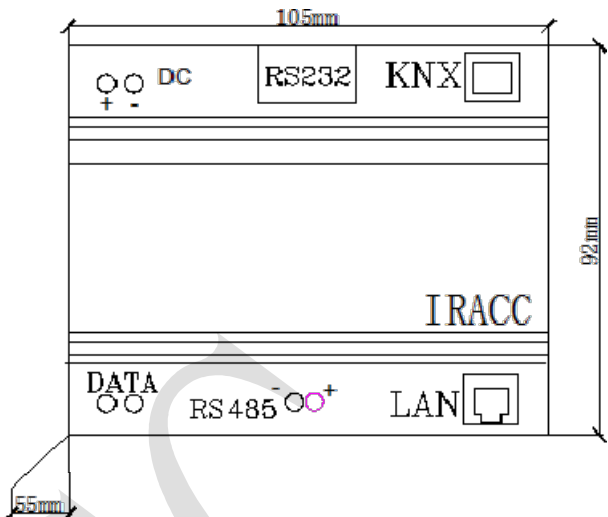 105mm
DC RS232 KNX
+ -
92mm
IRACC
DATA
RS485 - + LAN
55mm